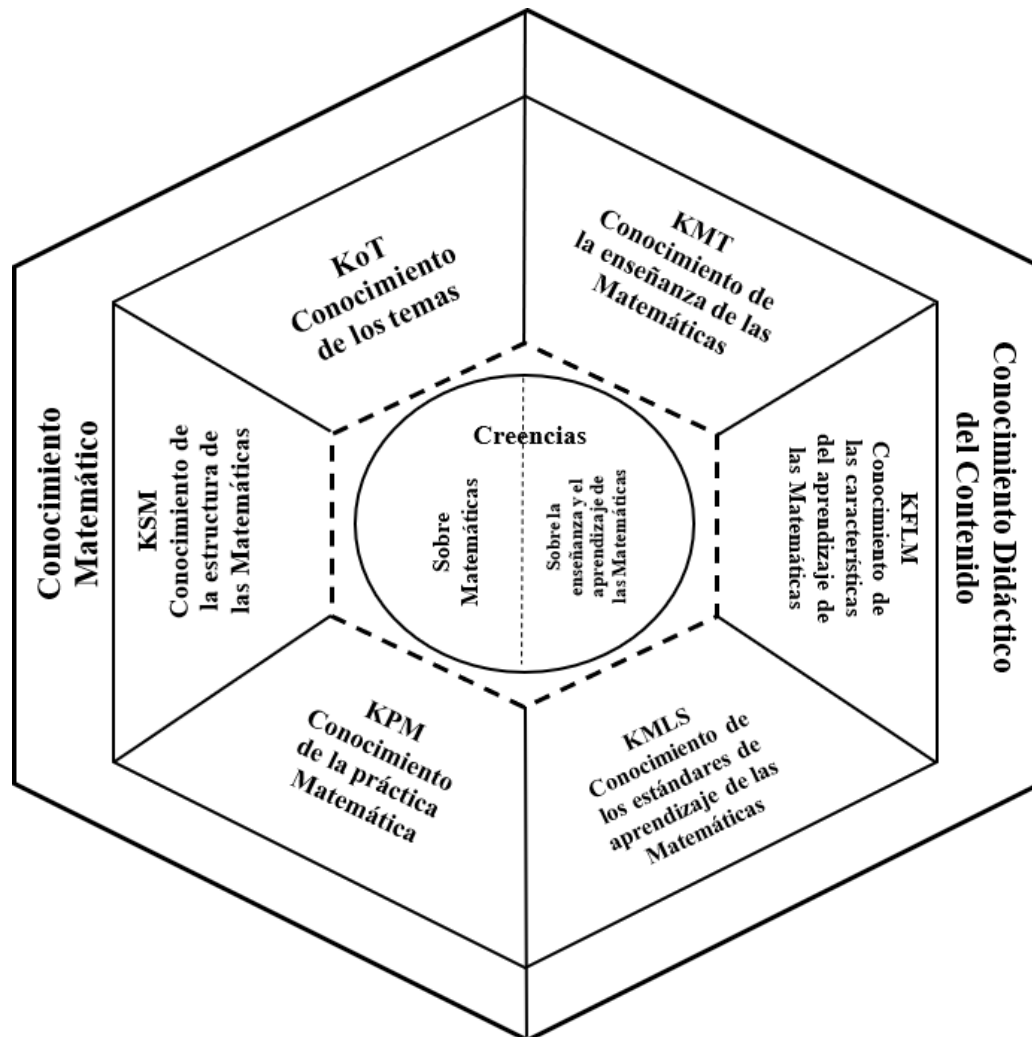 Conocimiento
Matemático
KoT
Conocimiento
de los temas
KMT
Conocimiento de
la enseñanza de las
Matemáticas
KSM
Conocimiento de
la estructura de
las Matemáticas
Creencias
Sobre
Matemáticas
Sobre la
enseñanza y el
aprendizaje de
las Matemáticas
KFLM
Conocimiento de
las características
del aprendizaje de
las Matemáticas
Conocimiento Didáctico
del Contenido
KPM
Conocimiento
de la práctica
Matemática
KMLS
Conocimiento de
los estándares de
aprendizaje de las
Matemáticas